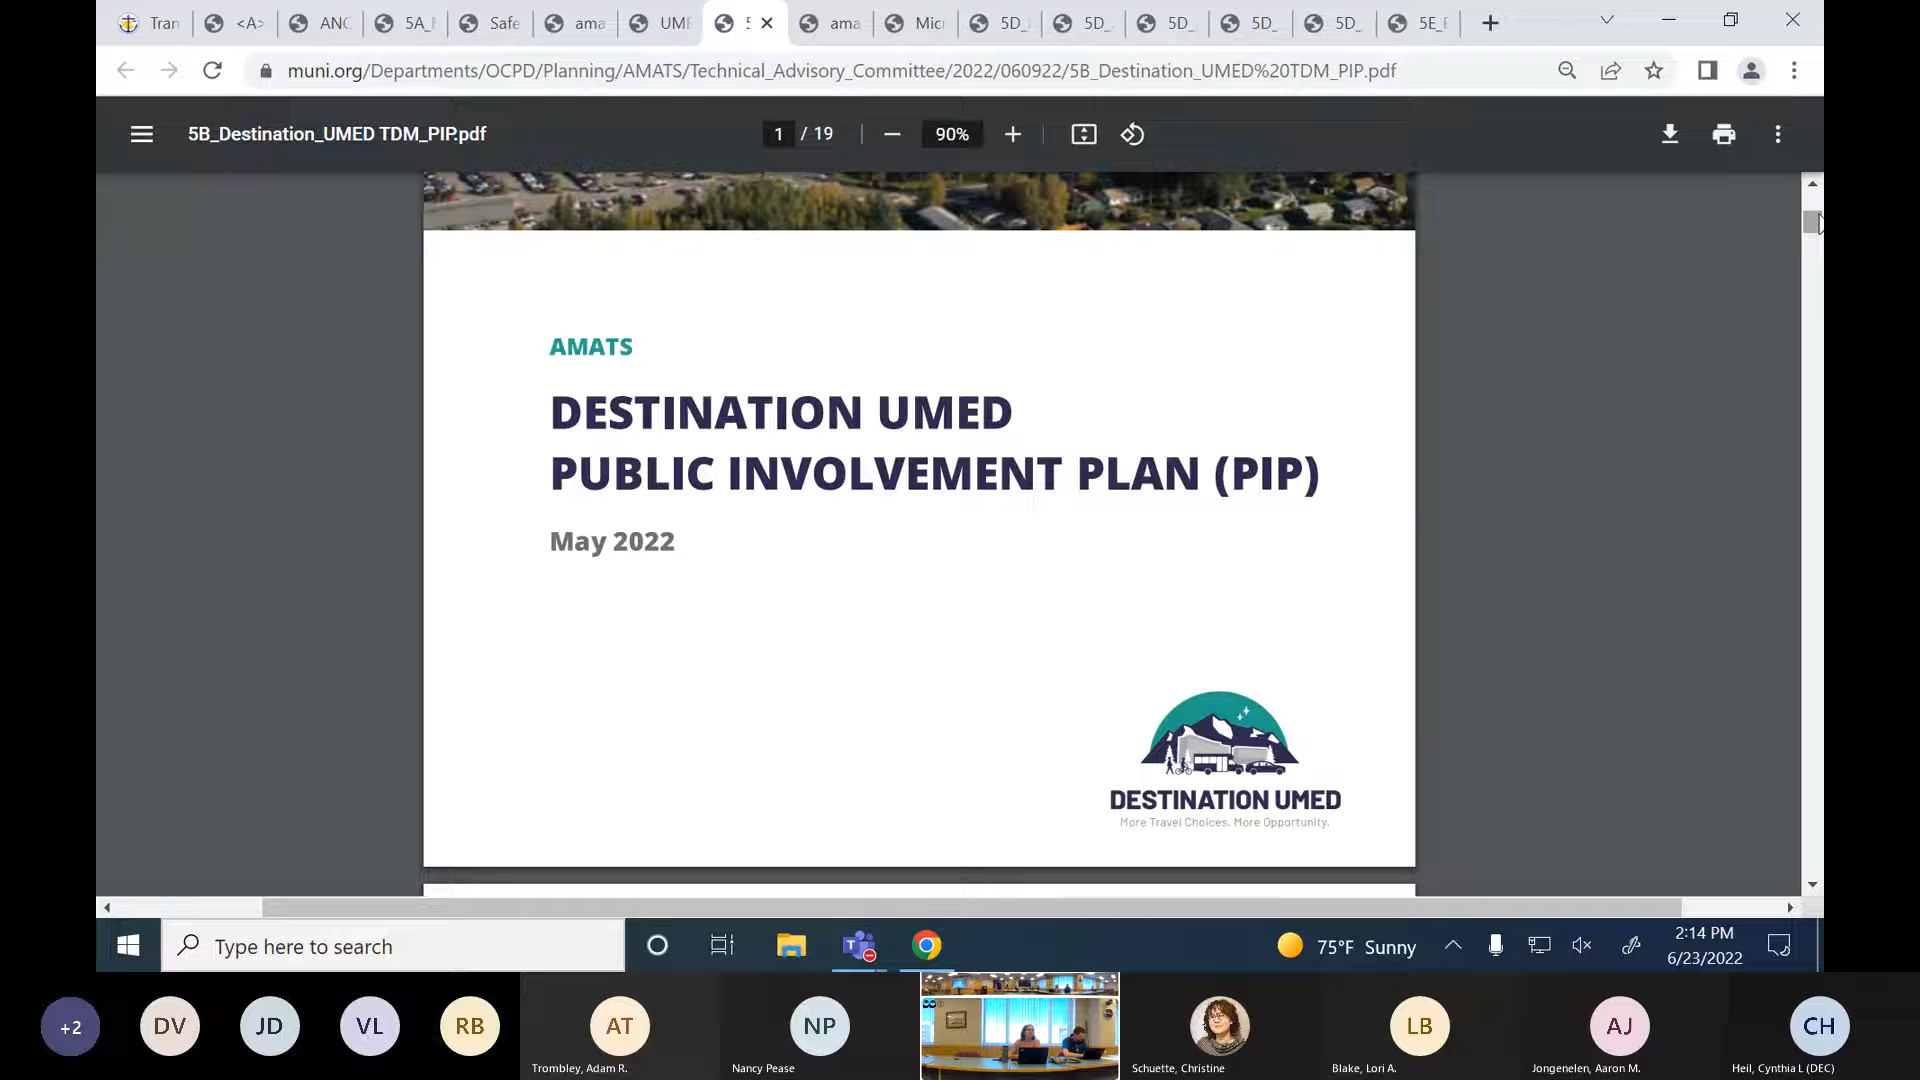 Tran
<A>
ANC
5A_
Safe
ama
UME
5
ama
Micr
5D_
5D_
5D_
5D_
5D_
5E_F
muni.org/Departments/OCPD/Planning/AMATS/Technical_Advisory_Committee/2022/060922/5B_Destination_UMED%20TDM_PIP.pdf
5B_Destination_UMED TDM_PIP.pdf
1 / 19
90%
AMATS
DESTINATION UMED
PUBLIC INVOLVEMENT PLAN (PIP)
May 2022
DESTINATION UMED
More Travel Choices. More Opportunity.
Type here to search
75°F Sunny
2:14 PM
6/23/2022
+2
DV
JD
VL
RB
AT
Trombley, Adam R.
NP
Nancy Pease
Schuette, Christine
LB
Blake, Lori A.
AJ
Jongenelen, Aaron M.
CH
Heil, Cynthia L (DEC)